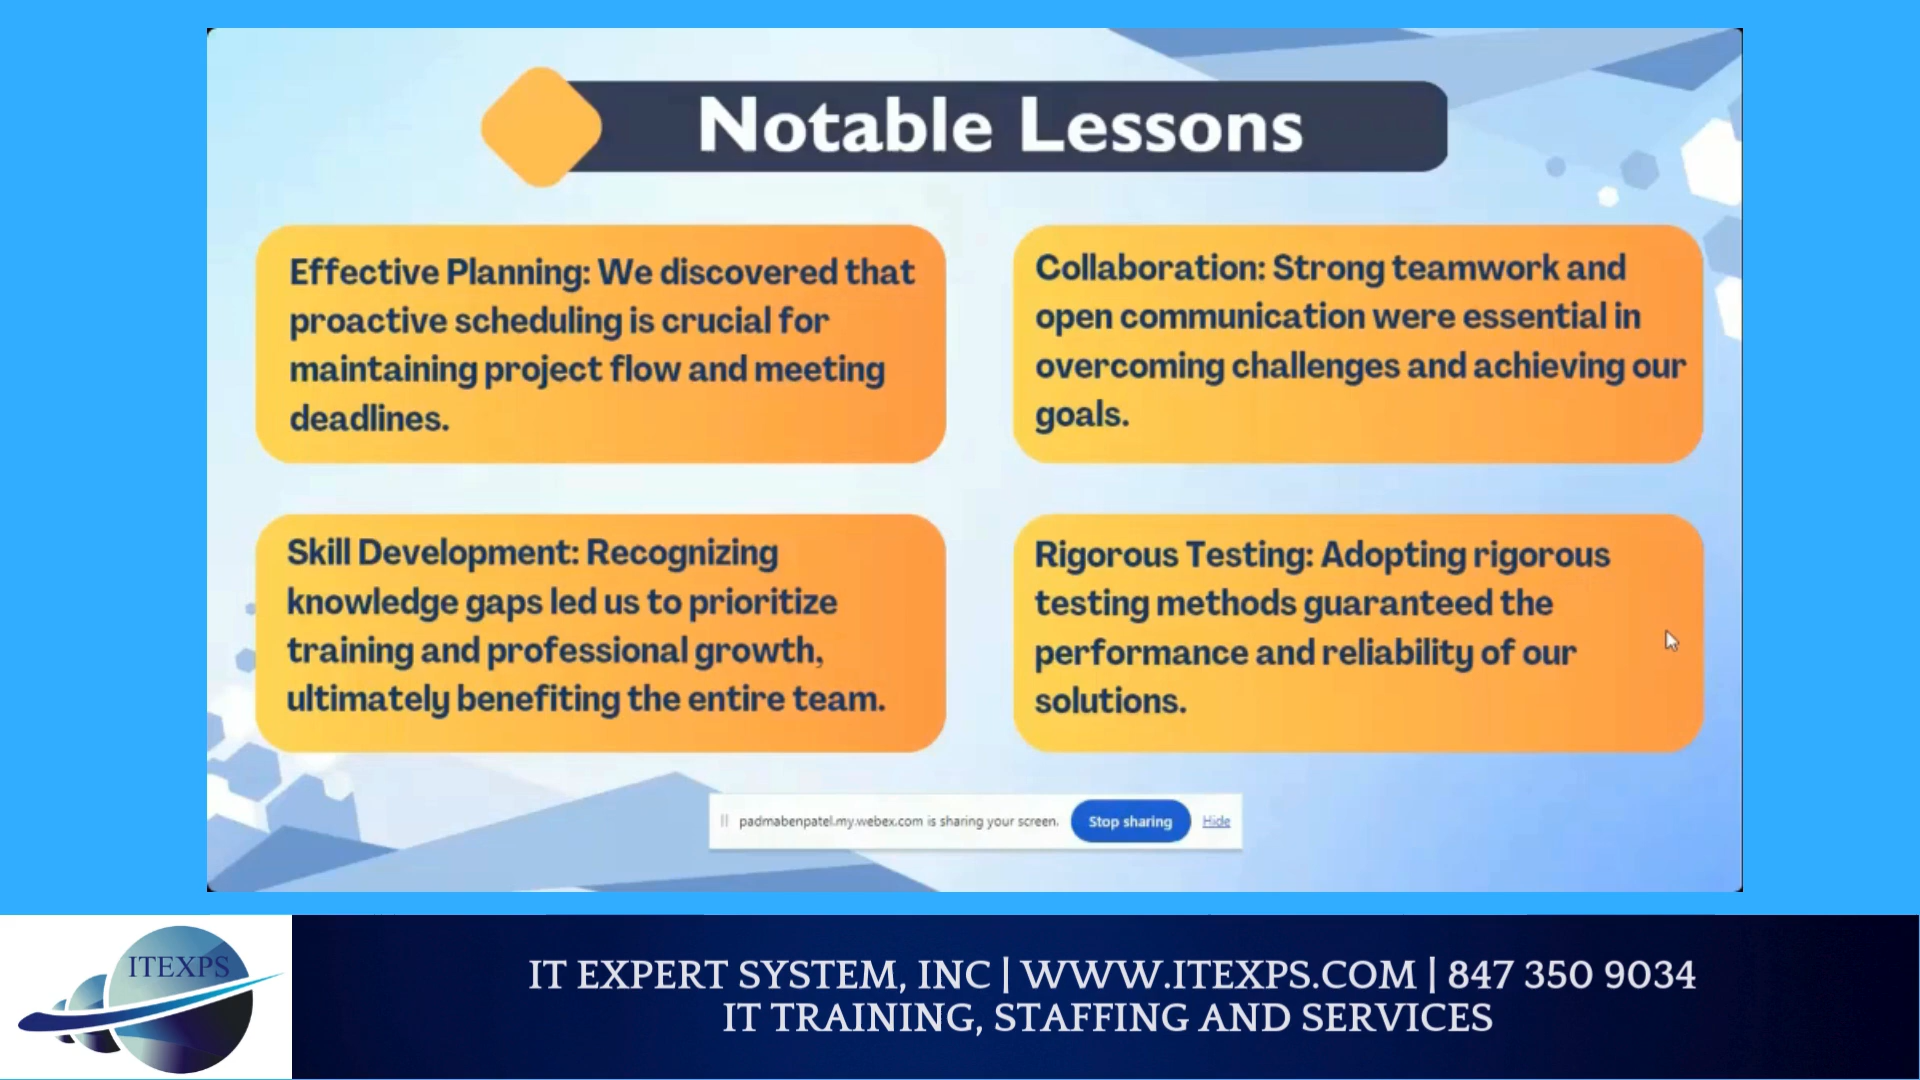 Notable Lessons
Effective Planning: We discovered that
proactive scheduling is crucial for
maintaining project flow and meeting
deadlines.
Collaboration: Strong teamwork and
open communication were essential in
overcoming challenges and achieving our
goals.
Skill Development: Recognizing
knowledge gaps led us to prioritize
training and professional growth,
ultimately benefiting the entire team.
Rigorous Testing: Adopting rigorous
testing methods guaranteed the
performance and reliability of our
solutions.
padmabenpatel.my.webex.com is sharing your screen. Stop sharing Hide
ITEXPS
IT EXPERT SYSTEM, INC | WWW.ITEXPS.COM | 847 350 9034
IT TRAINING, STAFFING AND SERVICES